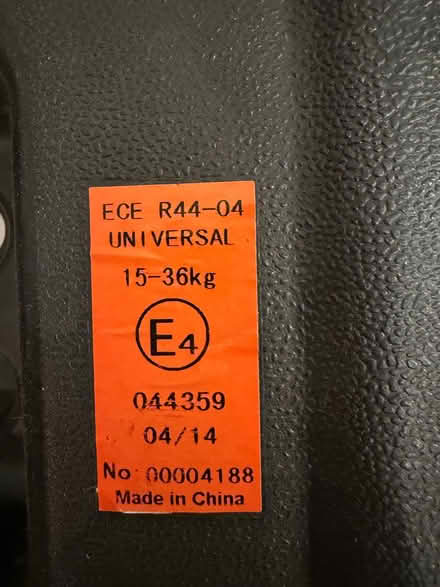 ECE R44-04
UNIVERSAL
15-36kg
E4
044359
04/14
No: 00004188
Made in China